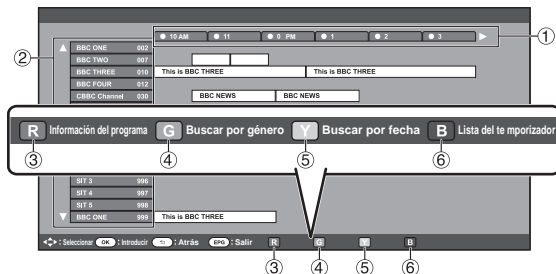 10 AM 11 0 PM 1 2 3 ①
②
BBC ONE 002
BBC TWO 007
BBC THREE 010 This is BBC THREE This is BBC THREE
BBC FOUR 012
CBBC Channel 030 BBC NEWS BBC NEWS
R Información del programa G Buscar por género Y Buscar por fecha B Lista del te mporizador
③ ④ ⑤ ⑥
SIT 3 996
SIT 4 997
SIT 5 998
BBC ONE 999 This is BBC THREE
: Seleccionar OK : Introducir : Atrás EPG : Salir R G Y B
③ ④ ⑤ ⑥